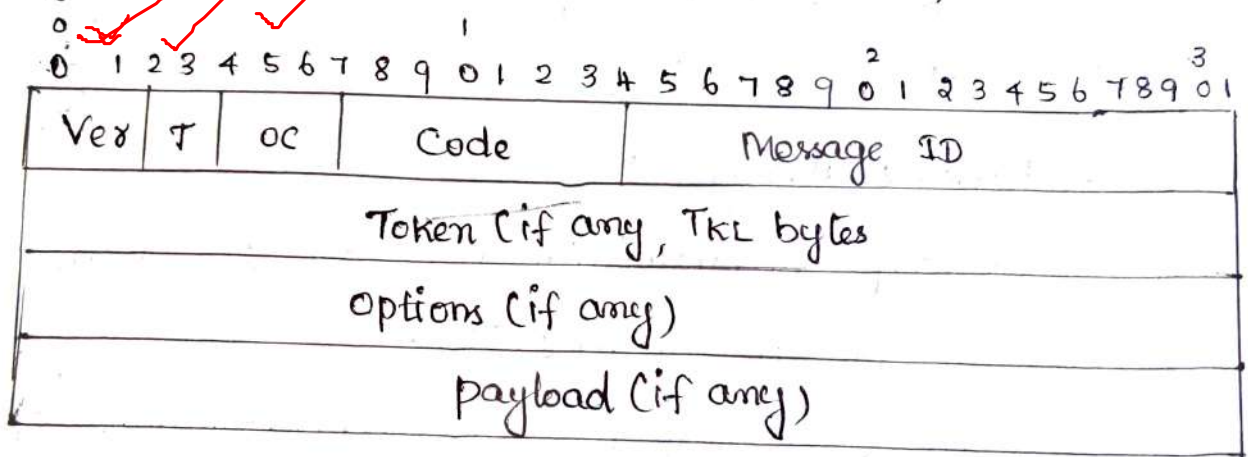 0
0 1
0 1 2 3 4 5 6 7 8 9 0 1 2 3 4 5 6 7 8 9 0 1 2 3 4 5 6 7 8 9 0 1
2 3
Ver T OC Code Message ID
Token (if any, TKL bytes
options (if any)
payload (if any)